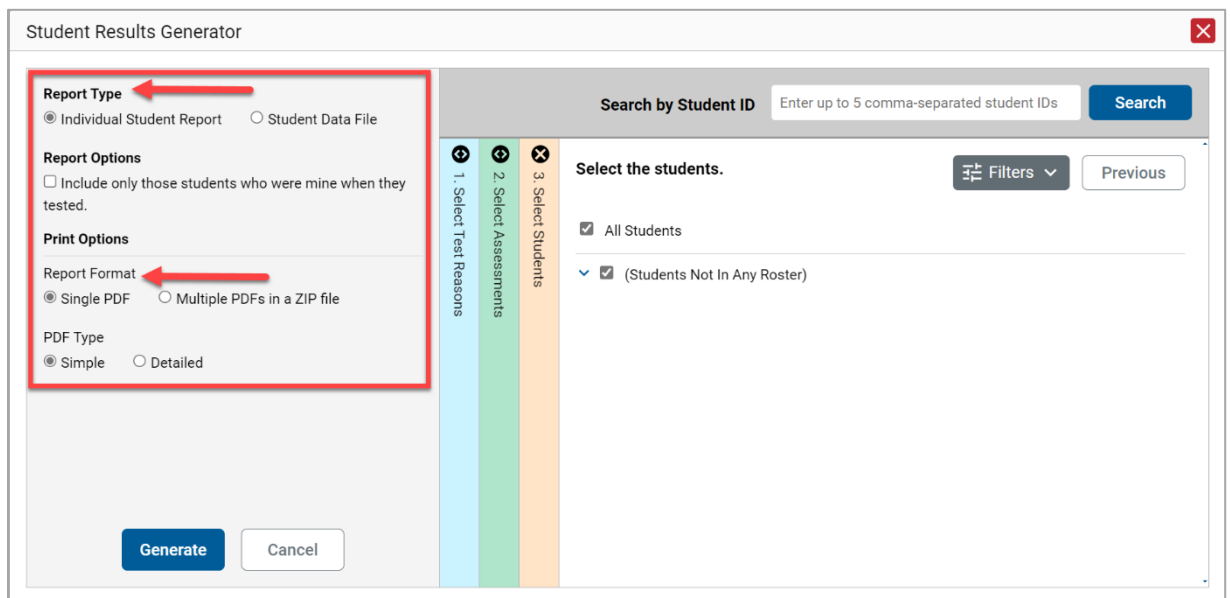 Student Results Generator
Report Type
Individual Student Report Student Data File
Report Options
Include only those students who were mine when they
tested.
Print Options
Report Format
Single PDF Multiple PDFs in a ZIP file
PDF Type
Simple Detailed
Generate Cancel
Search by Student ID Enter up to 5 comma-separated student IDs Search
1. Select Test Reasons
2. Select Assessments
3. Select Students
Select the students. Filters Previous
All Students
(Students Not In Any Roster)